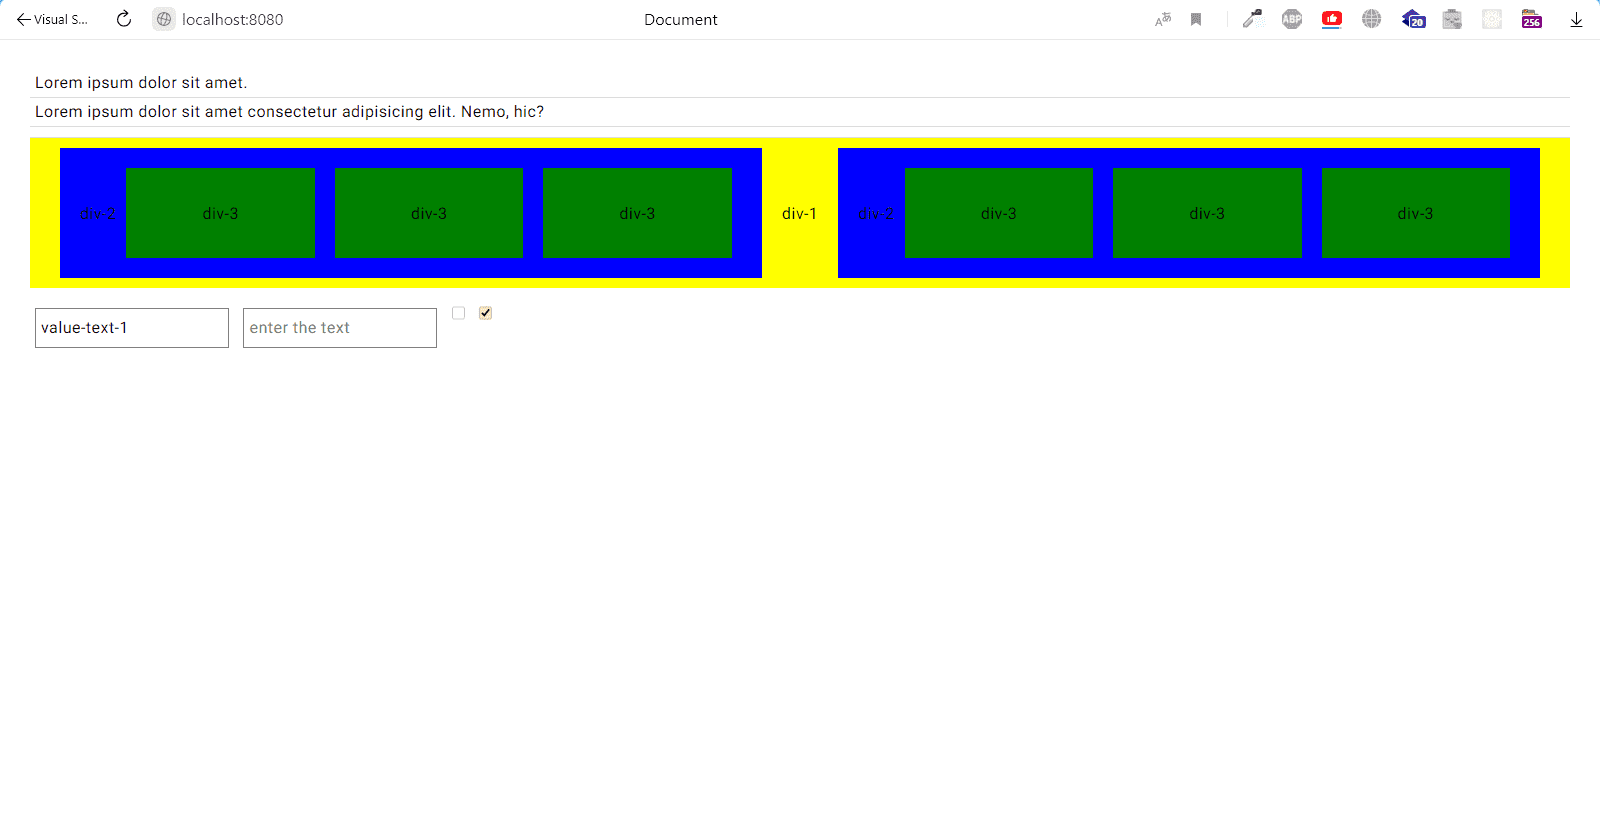 Visual S... localhost:8080 Document ABP 20 256
Lorem ipsum dolor sit amet.
Lorem ipsum dolor sit amet consectetur adipisicing elit. Nemo, hic?
div-2 div-3 div-3 div-3 div-1 div-2 div-3 div-3 div-3
value-text-1 enter the text